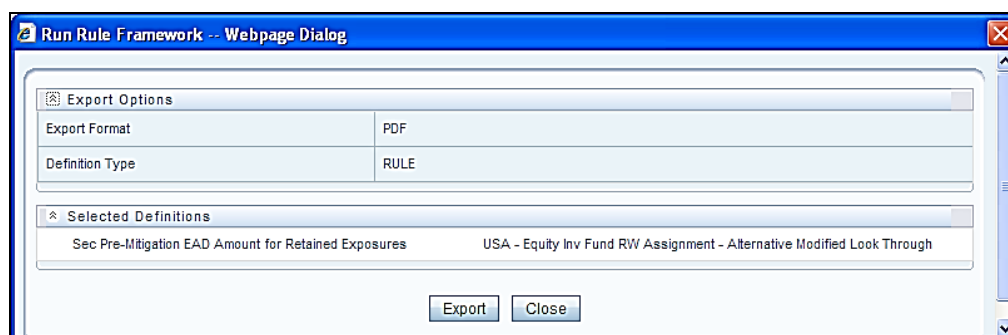 Run Rule Framework -- Webpage Dialog
Export Options
Export Format PDF
Definition Type RULE
Selected Definitions
Sec Pre-Mitigation EAD Amount for Retained Exposures USA - Equity Inv Fund RW Assignment - Alternative Modified Look Through
Export Close